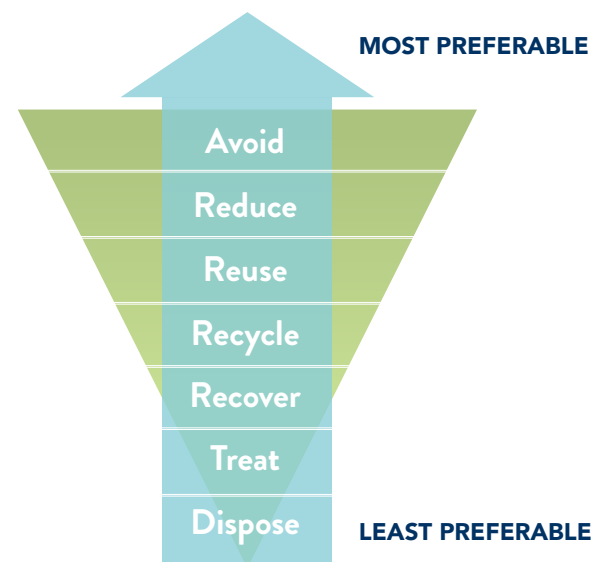 MOST PREFERABLE
Avoid
Reduce
Reuse
Recycle
Recover
Treat
Dispose
LEAST PREFERABLE